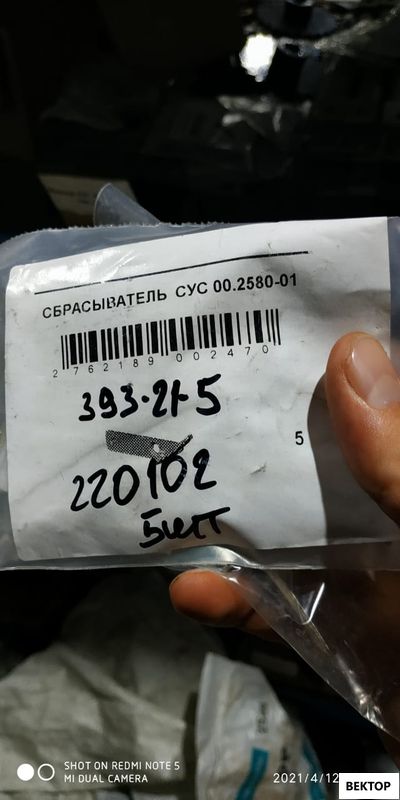 СБРАСЫВАТЕЛЬ СУС 00.2580-01
2762189002470
393-21-5
5
220102
5шт
SHOT ON REDMI NOTE 5
MI DUAL CAMERA
2021/4/12
ВЕКТОР